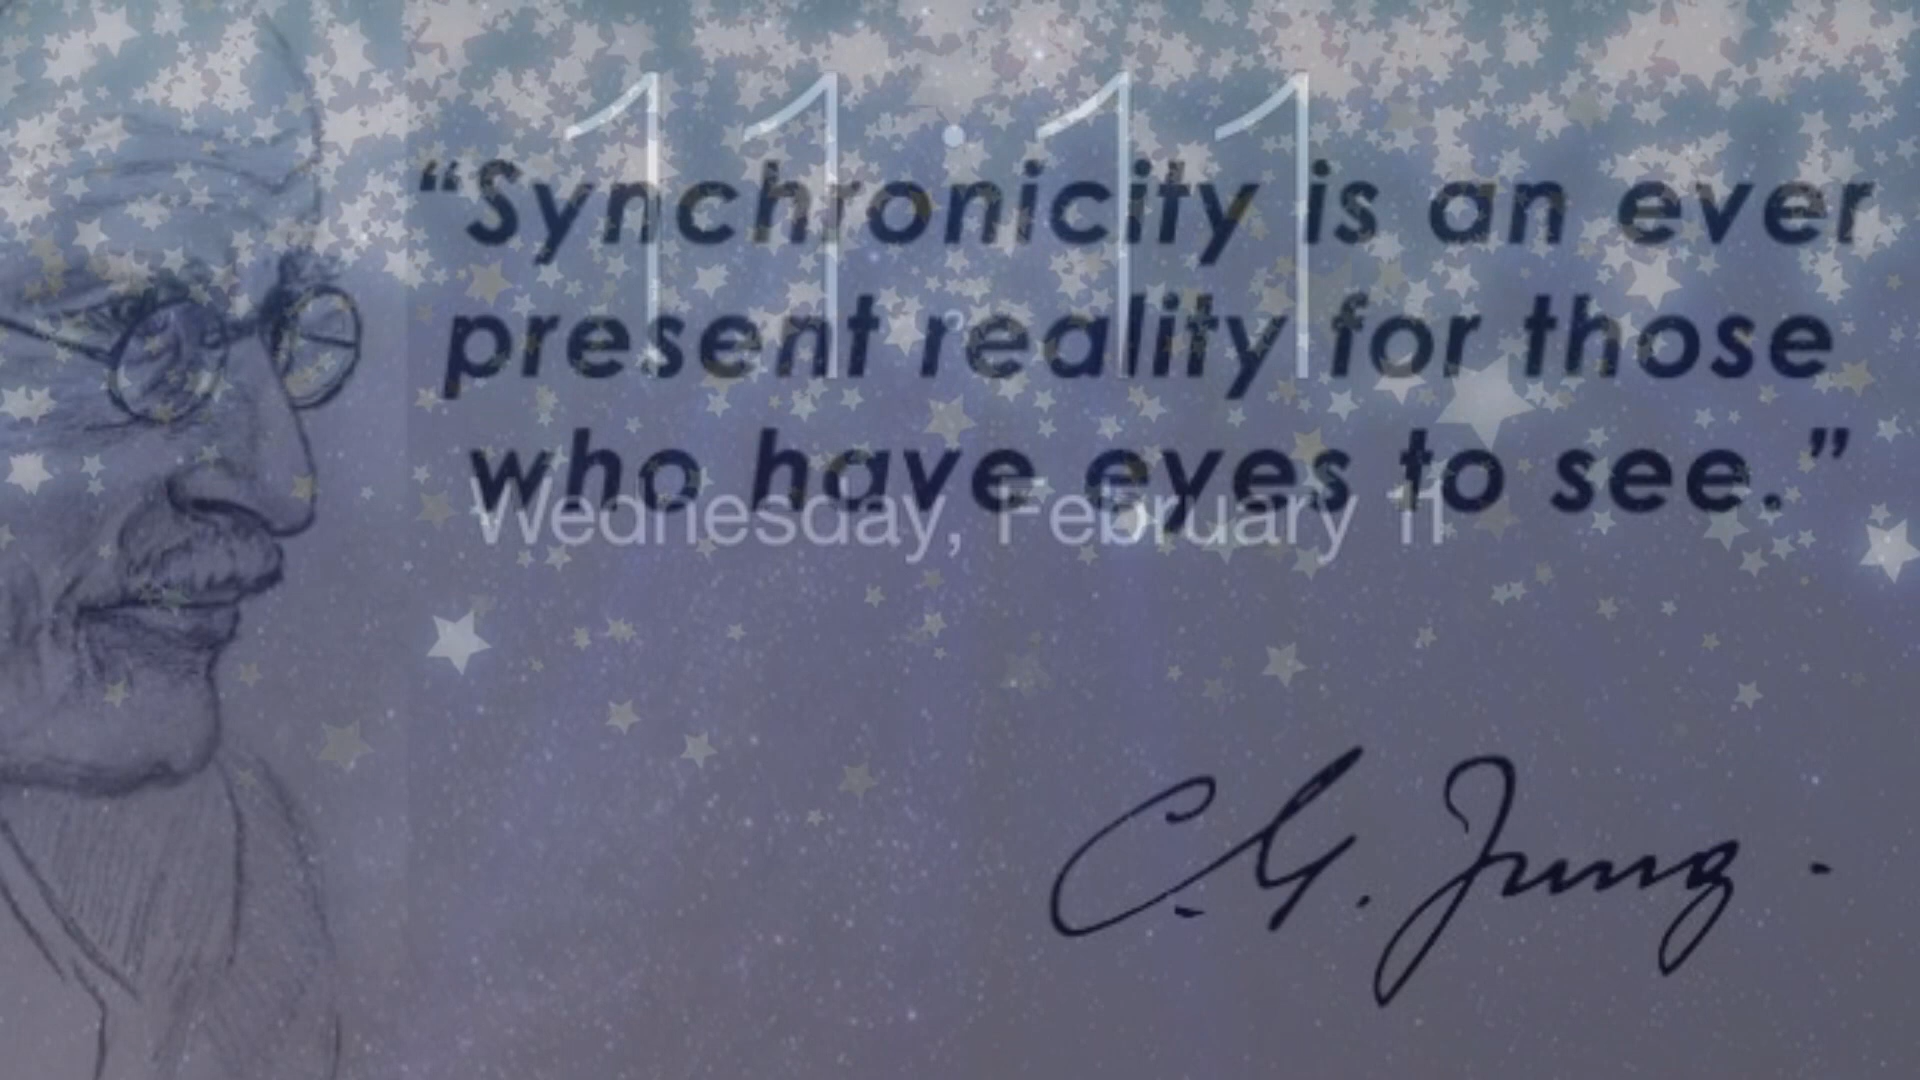 11:11
“Synchronicity is an ever
present reality for those
who have eyes to see.”
Wednesday, February 11
C. G. Jung.